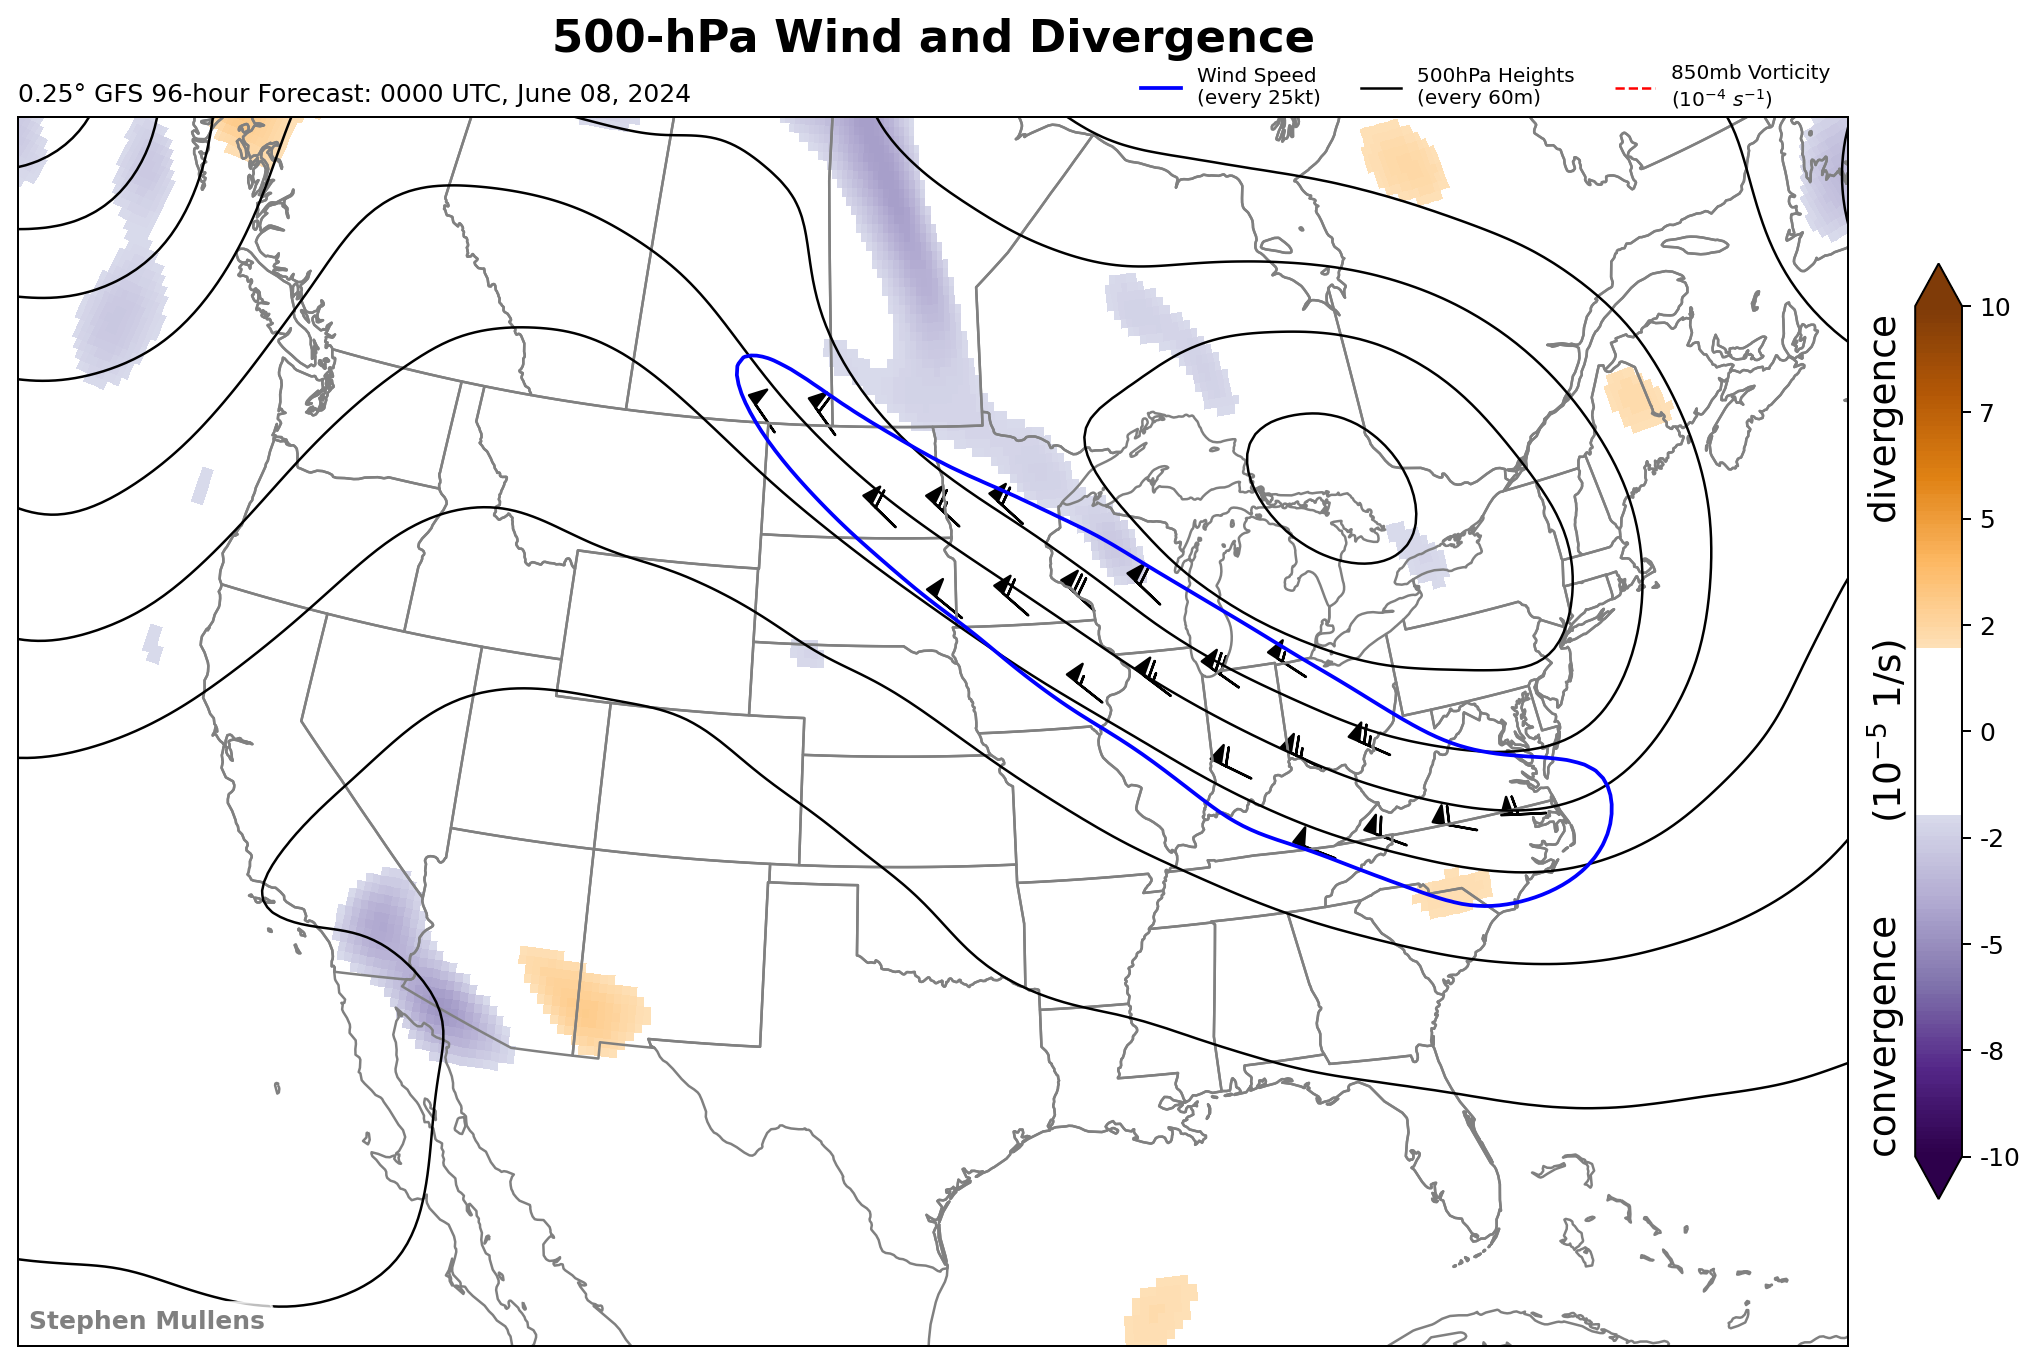 500-hPa Wind and Divergence
0.25° GFS 96-hour Forecast: 0000 UTC, June 08, 2024
Wind Speed
(every 25kt)
500hPa Heights
(every 60m)
850mb Vorticity
(10⁻⁴ s⁻¹)
10
7
5
2
0
-2
-5
-8
-10
divergence
(10⁻⁵ 1/s)
convergence
Stephen Mullens